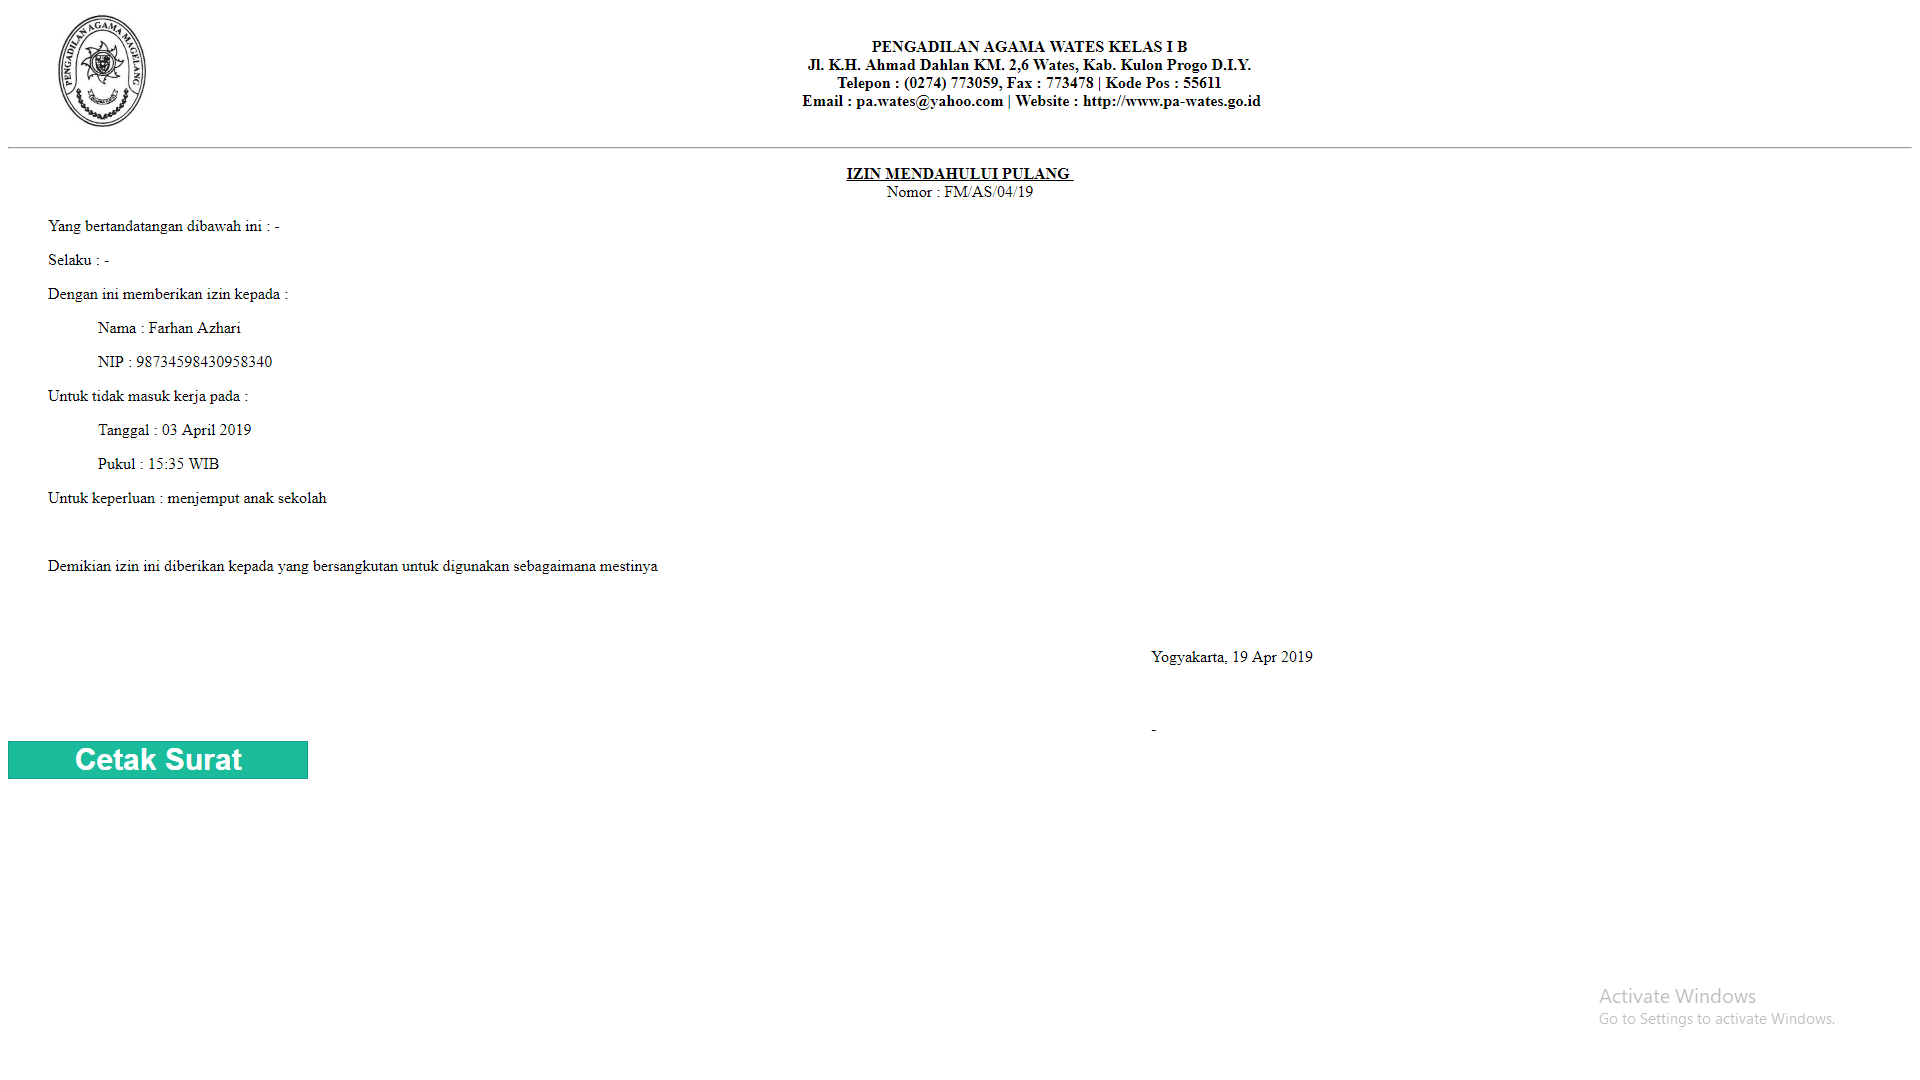 PENGADILAN AGAMA MAGELANG
PENGADILAN AGAMA WATES KELAS I B
Jl. K.H. Ahmad Dahlan KM. 2,6 Wates, Kab. Kulon Progo D.I.Y.
Telepon : (0274) 773059, Fax : 773478 | Kode Pos : 55611
Email : pa.wates@yahoo.com | Website : http://www.pa-wates.go.id
IZIN MENDAHULUI PULANG
Nomor : FM/AS/04/19
Yang bertandatangan dibawah ini : -
Selaku : -
Dengan ini memberikan izin kepada :
Nama : Farhan Azhari
NIP : 98734598430958340
Untuk tidak masuk kerja pada :
Tanggal : 03 April 2019
Pukul : 15:35 WIB
Untuk keperluan : menjemput anak sekolah
Demikian izin ini diberikan kepada yang bersangkutan untuk digunakan sebagaimana mestinya
Yogyakarta, 19 Apr 2019
-
Cetak Surat
Activate Windows
Go to Settings to activate Windows.